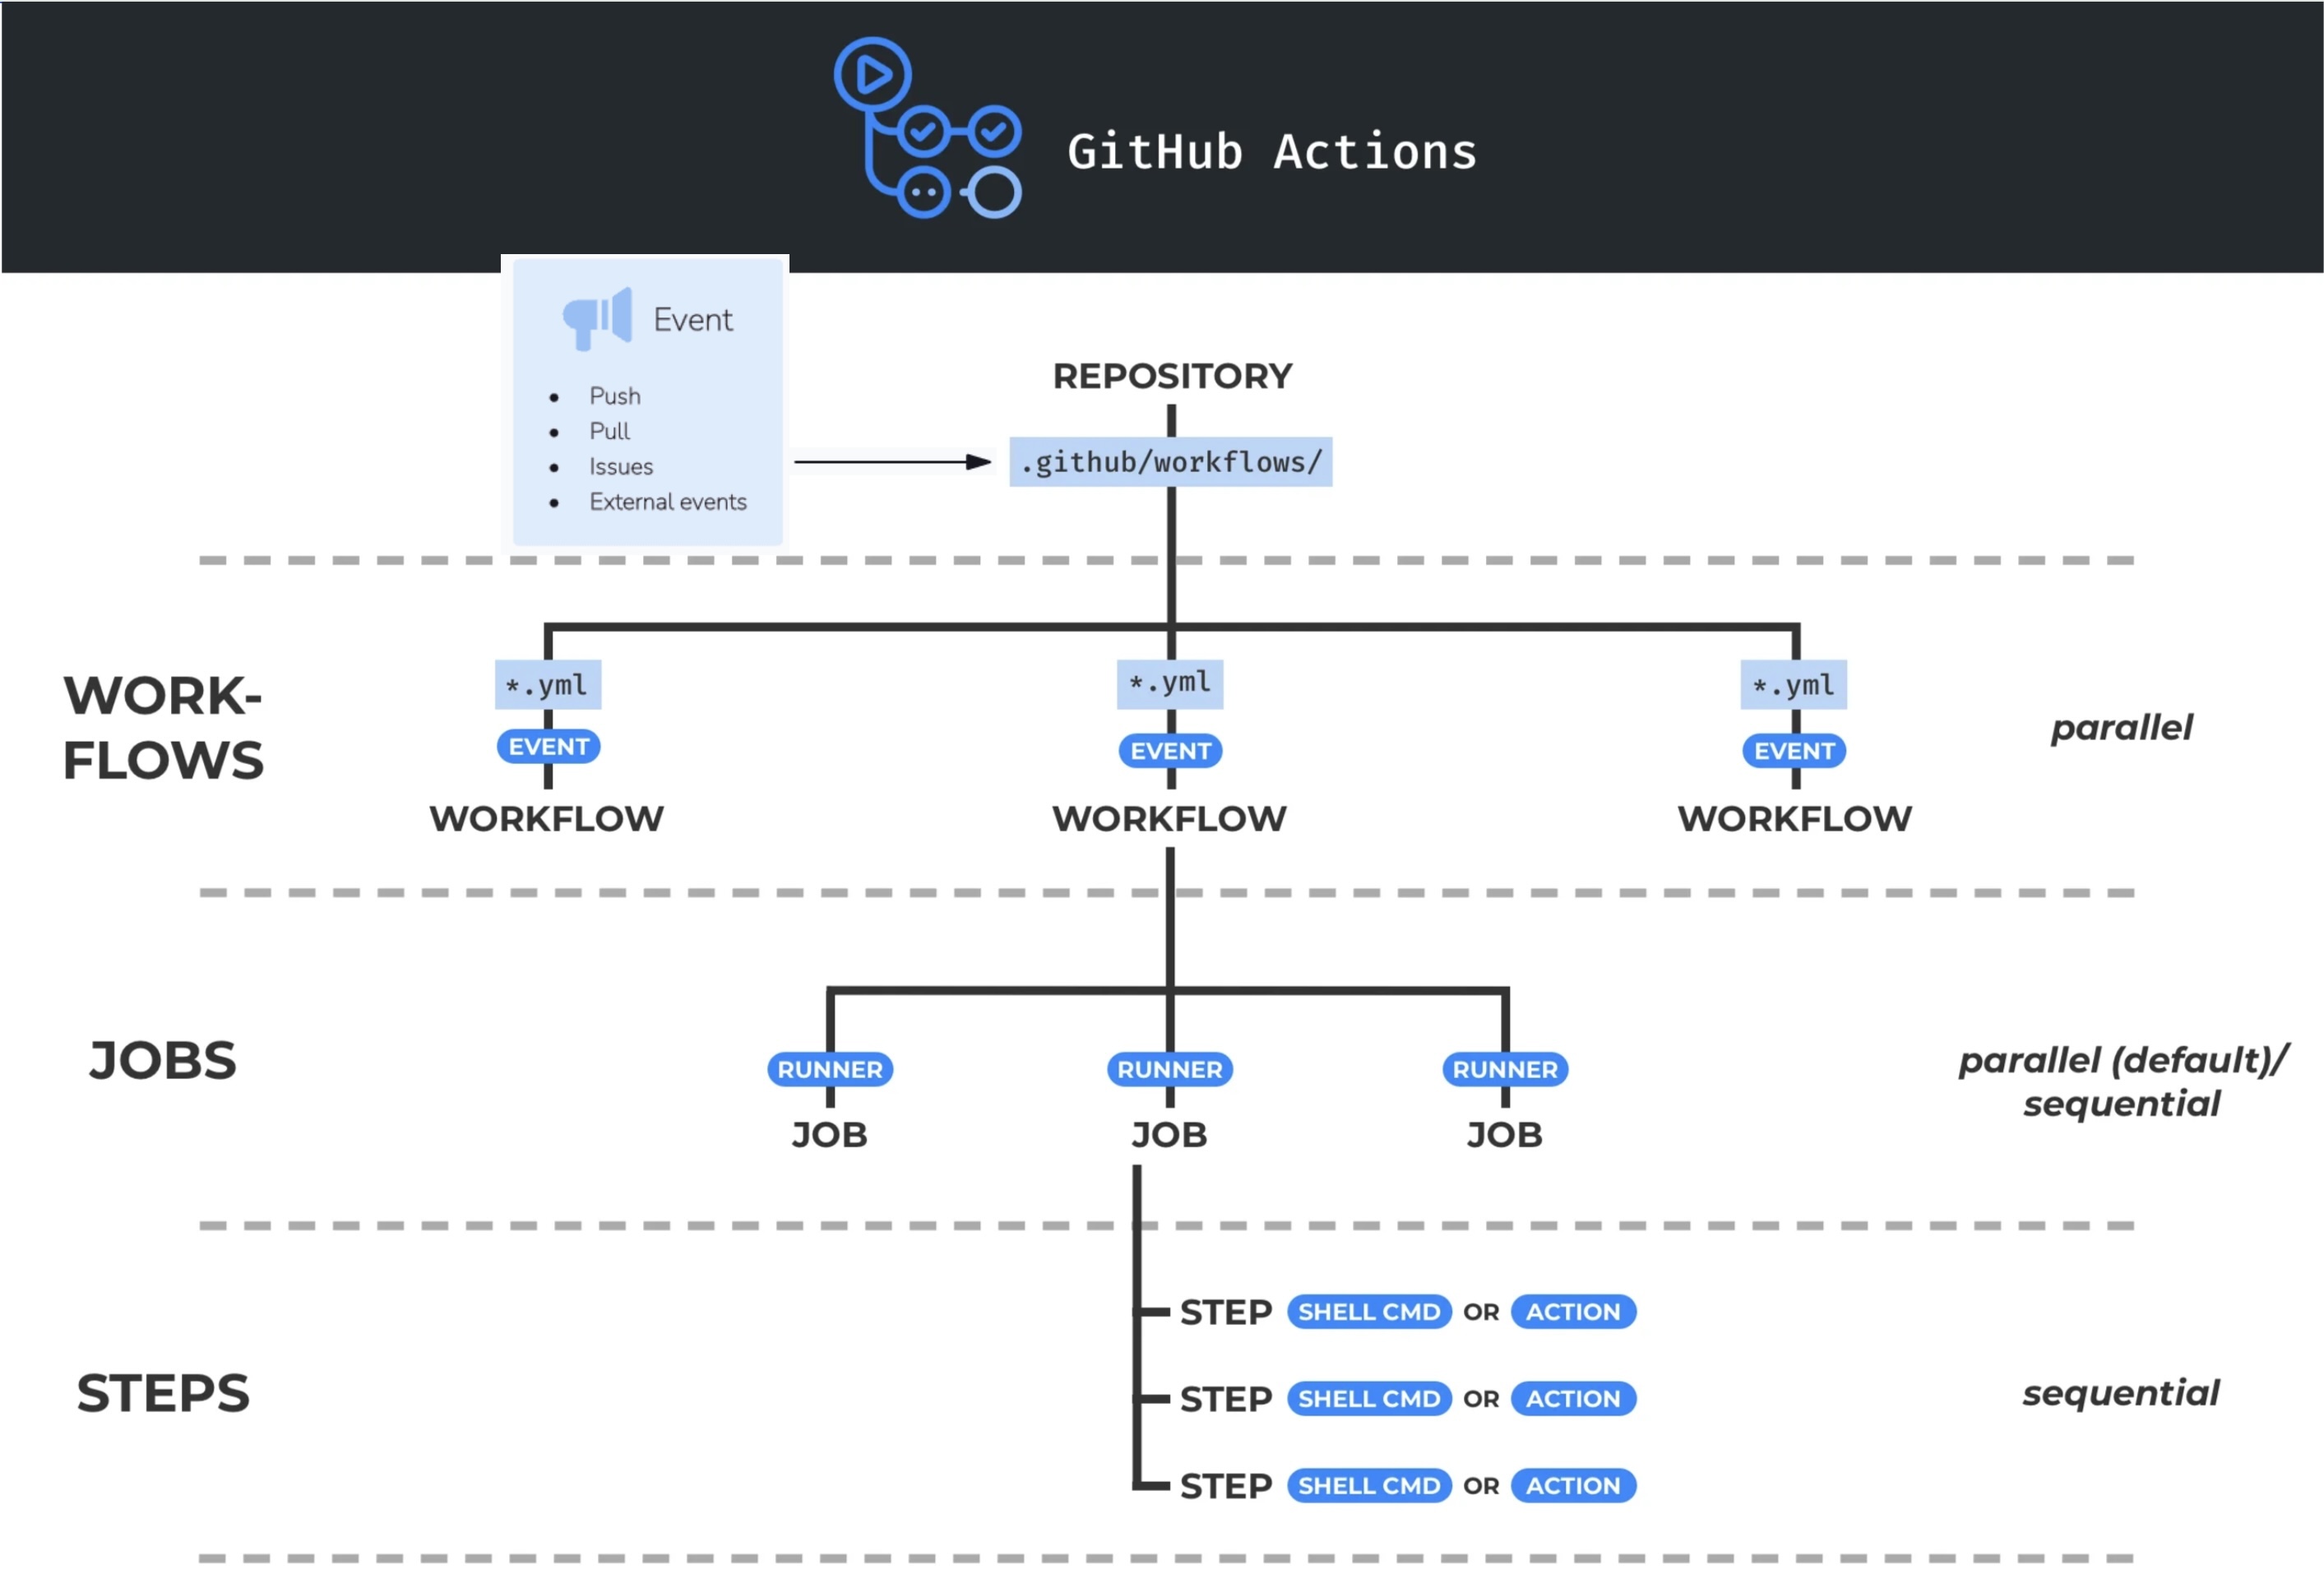 GitHub Actions
Event
Push
Pull
Issues
External events
REPOSITORY
.github/workflows/
WORK-
FLOWS
*.yml
*.yml
*.yml
EVENT
EVENT
EVENT
WORKFLOW
WORKFLOW
WORKFLOW
parallel
JOBS
RUNNER
RUNNER
RUNNER
JOB
JOB
JOB
parallel (default)/
sequential
STEPS
STEP SHELL CMD OR ACTION
STEP SHELL CMD OR ACTION
STEP SHELL CMD OR ACTION
sequential